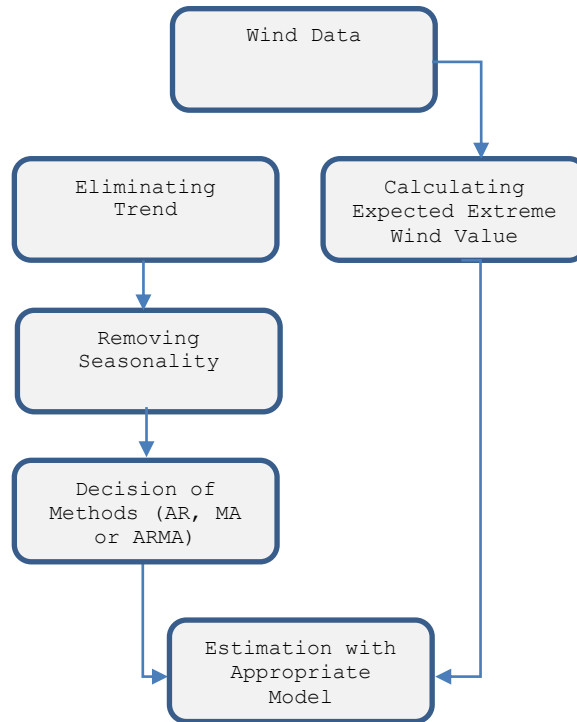 Wind Data
Eliminating
Trend
Calculating
Expected Extreme
Wind Value
Removing
Seasonality
Decision of
Methods (AR, MA
or ARMA)
Estimation with
Appropriate
Model